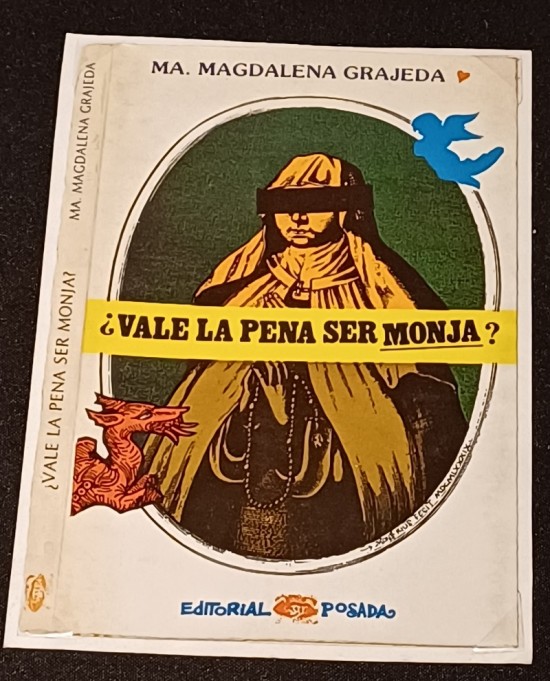 MA. MAGDALENA GRAJEDA
¿VALE LA PENA SER MONJA?
EDITORIAL POSADA
¿VALE LA PENA SER MONJA? MA. MAGDALENA GRAJEDA